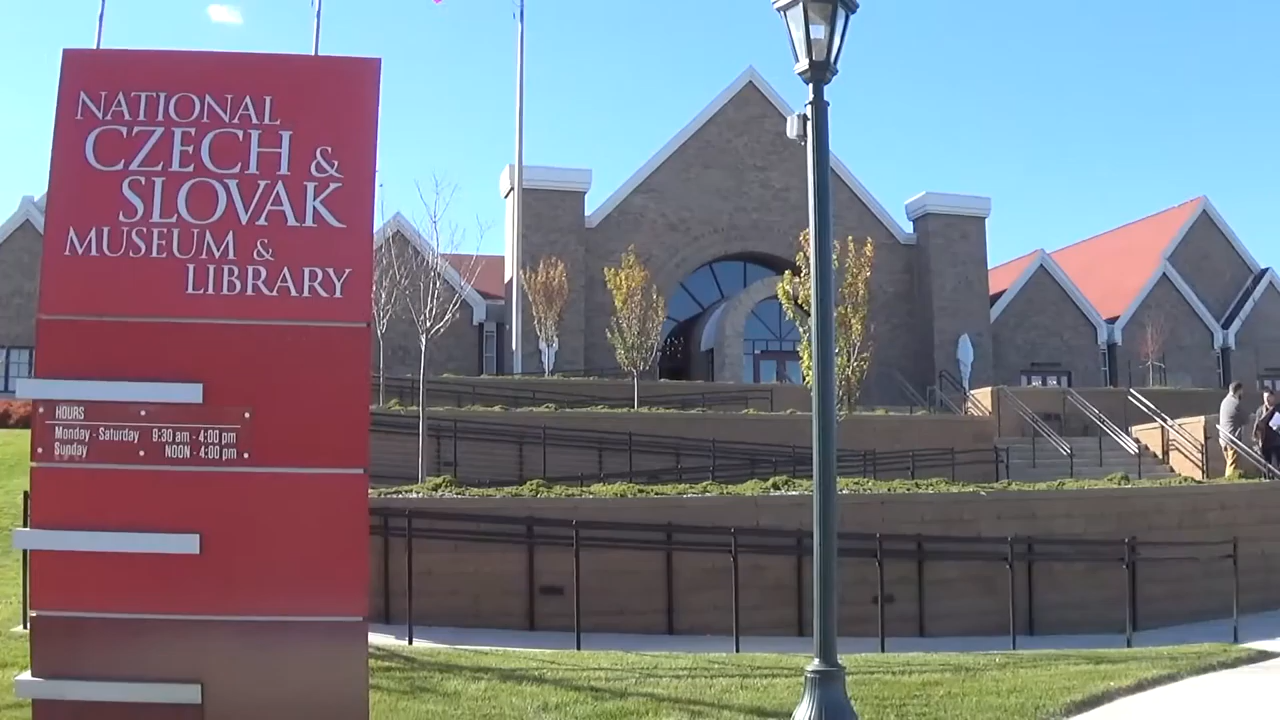 NATIONAL
CZECH &
SLOVAK
MUSEUM &
LIBRARY
HOURS
Monday - Saturday 9:30 am - 4:00 pm
Sunday NOON - 4:00 pm